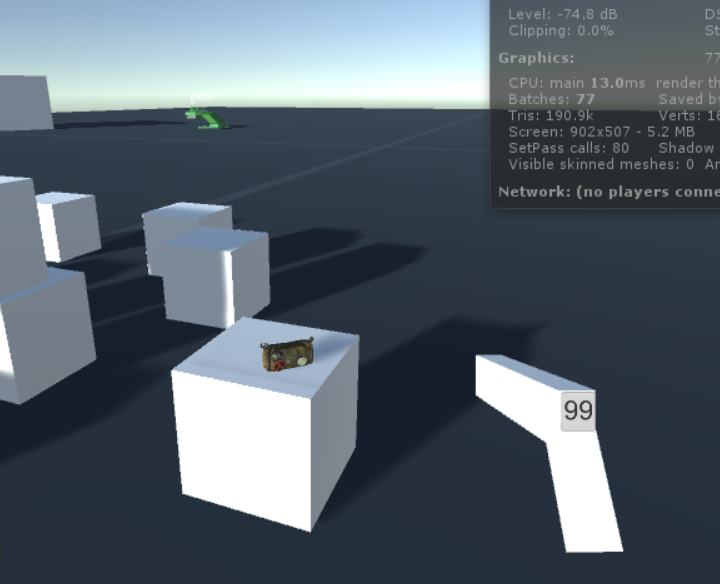 Level: -74.8 dB
Clipping: 0.0%
Graphics:
CPU: main 13.0ms render th
Batches: 77 Saved by
Tris: 190.9k Verts: 16
Screen: 902x507 - 5.2 MB
SetPass calls: 80 Shadow
Visible skinned meshes: 0 An
Network: (no players conne
99